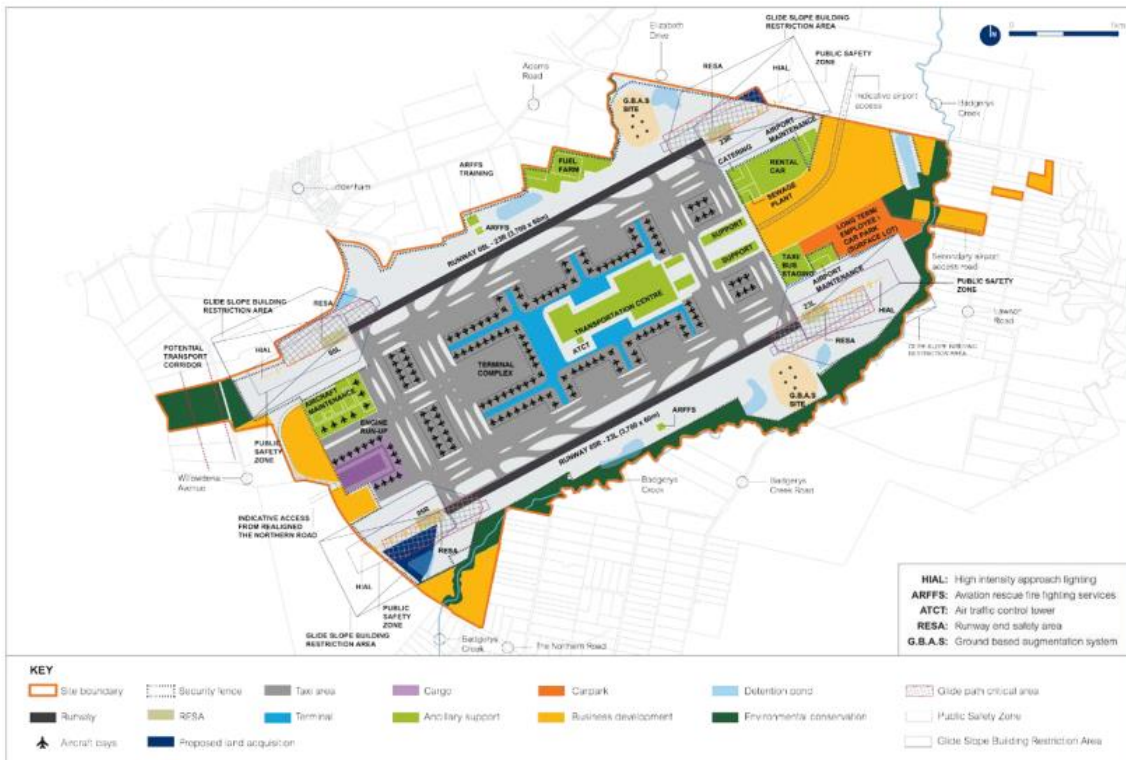 GLIDE SLOPE BUILDING
RESTRICTION AREA
Elizabeth
Drive
PUBLIC SAFETY
ZONE
RESA
HIAL
0
1km
N
Adams
Road
Indicative airport
access
Badgerys
Creek
G.B.A.S
SITE
23R
AIRPORT MAINTENANCE
CATERING
RENTAL
CAR
SEWAGE
PLANT
FUEL
FARM
ARFFS
TRAINING
Luddenham
ARFFS
RUNWAY 05L - 23R (3,700 x 60m)
SUPPORT
SUPPORT
LONG TERM
EMPLOYEE
CAR PARK
(SURFACE LOT)
TAXI
BUS
STAGING
AIRPORT
MAINTENANCE
Secondary airport
access road
PUBLIC SAFETY
ZONE
23L
HIAL
Lawson
Road
RESA
GLIDE SLOPE BUILDING
RESTRICTION AREA
GLIDE SLOPE BUILDING
RESTRICTION AREA
RESA
HIAL
05L
POTENTIAL
TRANSPORT
CORRIDOR
TRANSPORTATION CENTRE
ATCT
TERMINAL
COMPLEX
AIRCRAFT
MAINTENANCE
ENGINE
RUN-UP
G.B.A.S
SITE
ARFFS
RUNWAY 05R - 23L (3,700 x 60m)
PUBLIC
SAFETY
ZONE
Willowdene
Avenue
Badgerys
Creek
Badgerys
Creek Road
INDICATIVE ACCESS
FROM REALIGNED
THE NORTHERN ROAD
05R
RESA
HIAL
PUBLIC
SAFETY
ZONE
GLIDE SLOPE BUILDING
RESTRICTION AREA
Badgerys
Creek
The Northern Road
HIAL: High intensity approach lighting
ARFFS: Aviation rescue fire fighting services
ATCT: Air traffic control tower
RESA: Runway end safety area
G.B.A.S: Ground based augmentation system
KEY
Site boundary
Security fence
Taxi area
Cargo
Carpark
Detention pond
Glide path critical area
Runway
RESA
Terminal
Ancillary support
Business development
Environmental conservation
Public Safety Zone
Aircraft bays
Proposed land acquisition
Glide Slope Building Restriction Area